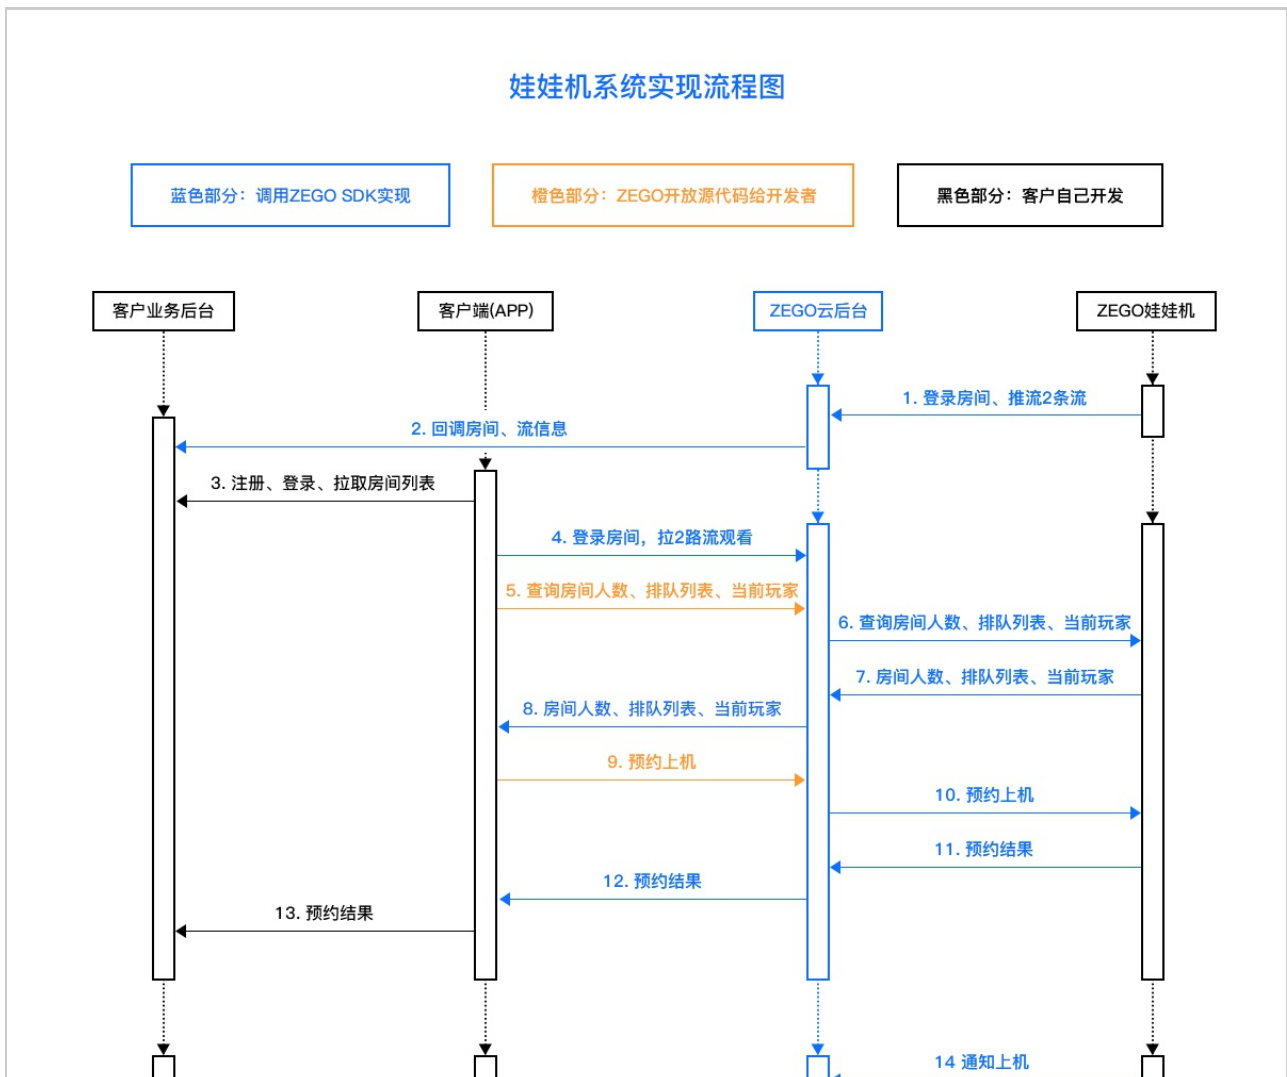 娃娃机系统实现流程图
蓝色部分：调用ZEGO SDK实现
橙色部分：ZEGO开放源代码给开发者
黑色部分：客户自己开发
客户业务后台
客户端(APP)
ZEGO云后台
ZEGO娃娃机
1. 登录房间、推流2条流
2. 回调房间、流信息
3. 注册、登录、拉取房间列表
4. 登录房间，拉2路流观看
5. 查询房间人数、排队列表、当前玩家
6. 查询房间人数、排队列表、当前玩家
7. 房间人数、排队列表、当前玩家
8. 房间人数、排队列表、当前玩家
9. 预约上机
10. 预约上机
11. 预约结果
12. 预约结果
13. 预约结果
14 通知上机